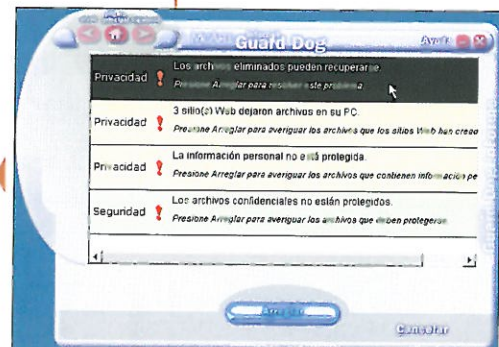 Guard Dog
Ayuda
Privacidad
Los archivos eliminados pueden recuperarse.
Presione Arreglar para resolver este problema
Privacidad
3 sitio(s) Web dejaron archivos en su PC.
Presione Arreglar para averiguar los archivos que los sitios Web han cread
Privacidad
La información personal no está protegida.
Presione Arreglar para averiguar los archivos que contienen información pe
Seguridad
Los archivos confidenciales no están protegidos.
Presione Arreglar para averiguar los archivos que deben protegerse.
Arreglar
Cancelar